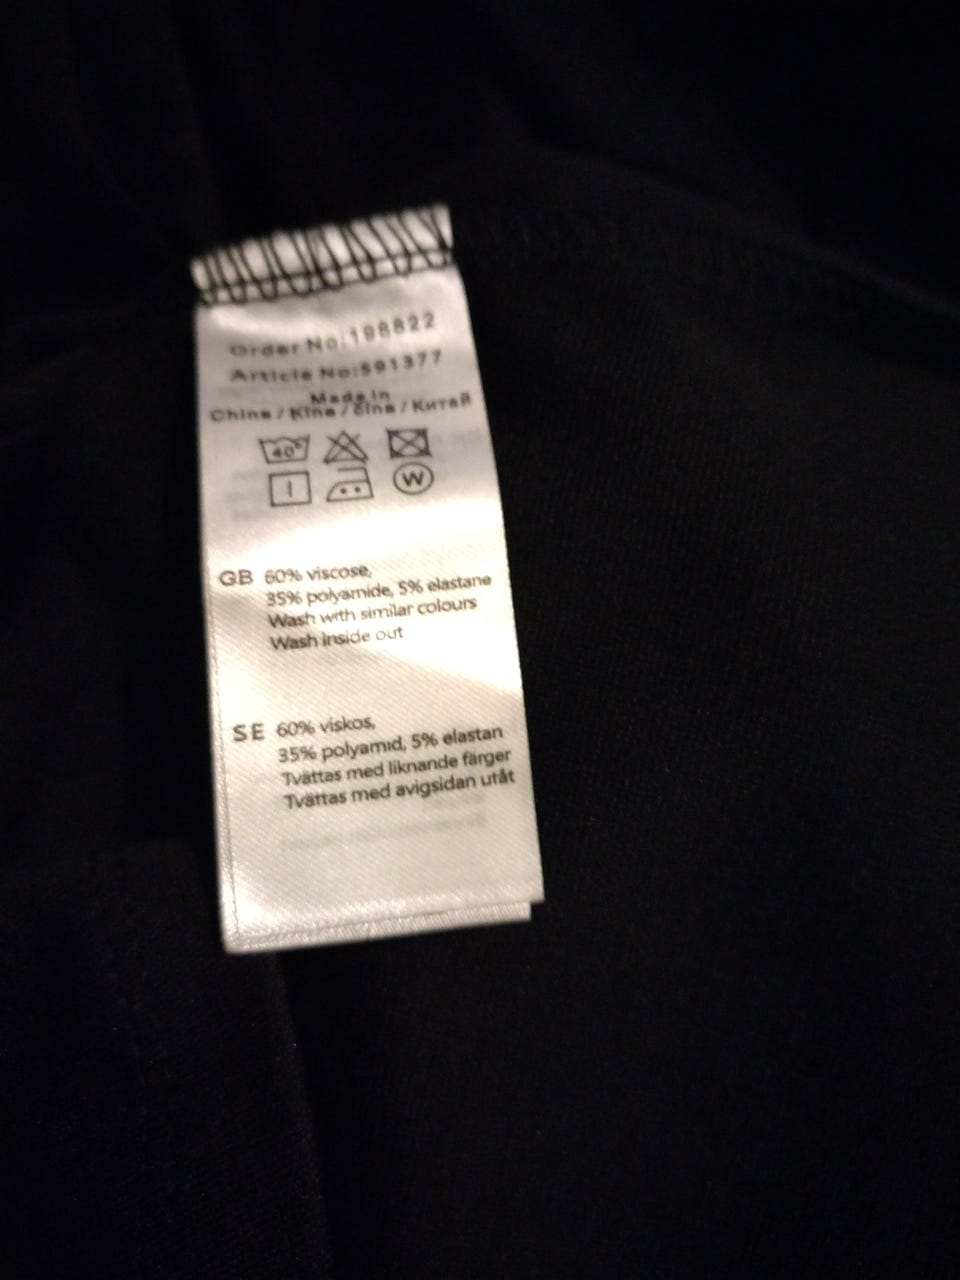 Order No:198822
Article No:591377
Made in
China / Kina / Čína / Китай
40°
W
GB 60% viscose,
35% polyamide, 5% elastane
Wash with similar colours
Wash inside out
SE 60% viskos,
35% polyamid, 5% elastan
Tvättas med liknande färger
Tvättas med avigsidan utåt